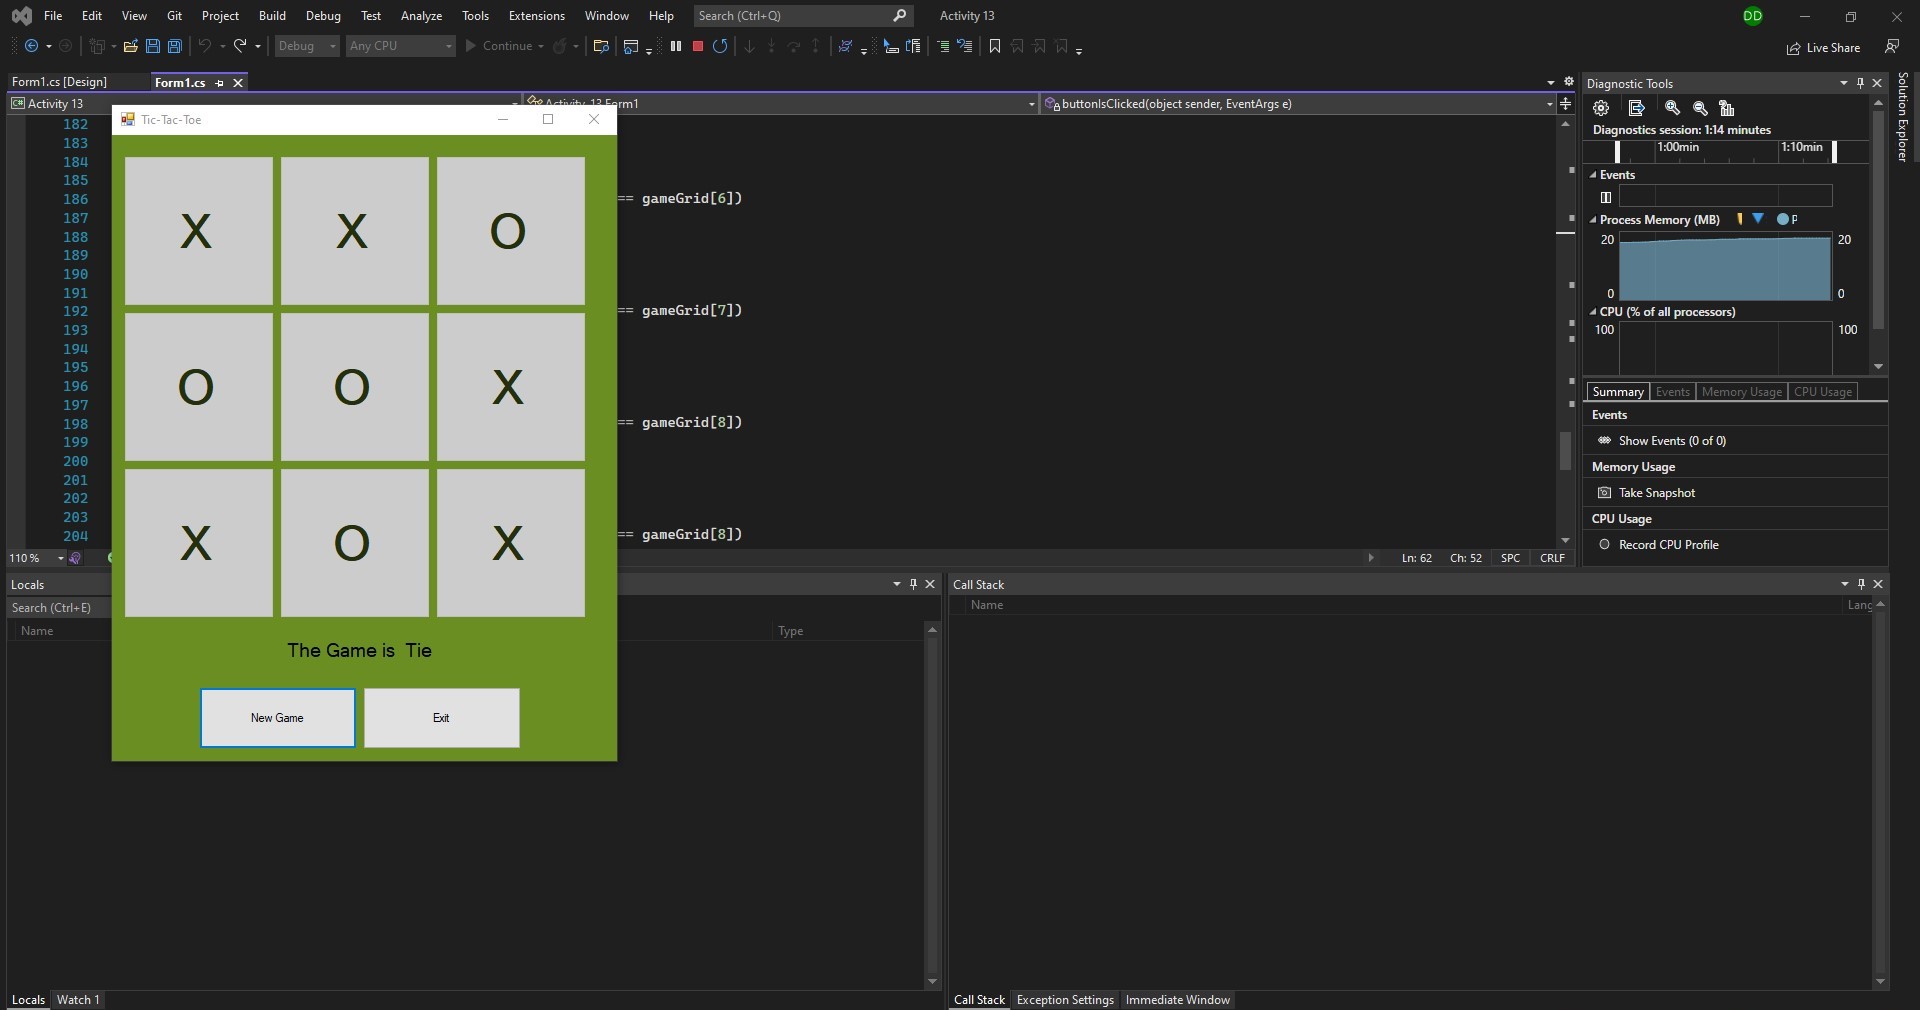 File Edit View Git Project Build Debug Test Analyze Tools Extensions Window Help Search (Ctrl+Q) Activity 13 DD
Debug Any CPU Continue Live Share
Form1.cs [Design] Form1.cs
Activity 13 Activity_13.Form1 buttonIsClicked(object sender, EventArgs e)
Tic-Tac-Toe
X X O
O O X
X O X
The Game is  Tie
New Game Exit
182
183
184
185
186 == gameGrid[6])
187
188
189
190
191
192 == gameGrid[7])
193
194
195
196
197
198 == gameGrid[8])
199
200
201
202
203
204 == gameGrid[8])
110 % Ln: 62 Ch: 52 SPC CRLF
Diagnostic Tools
Diagnostics session: 1:14 minutes
1:00min 1:10min
Events
Process Memory (MB) P
20 20
0 0
CPU (% of all processors)
100 100
Summary Events Memory Usage CPU Usage
Events
Show Events (0 of 0)
Memory Usage
Take Snapshot
CPU Usage
Record CPU Profile
Solution Explorer
Locals
Search (Ctrl+E)
Name Type
Locals Watch 1
Call Stack
Name Lang
Call Stack Exception Settings Immediate Window